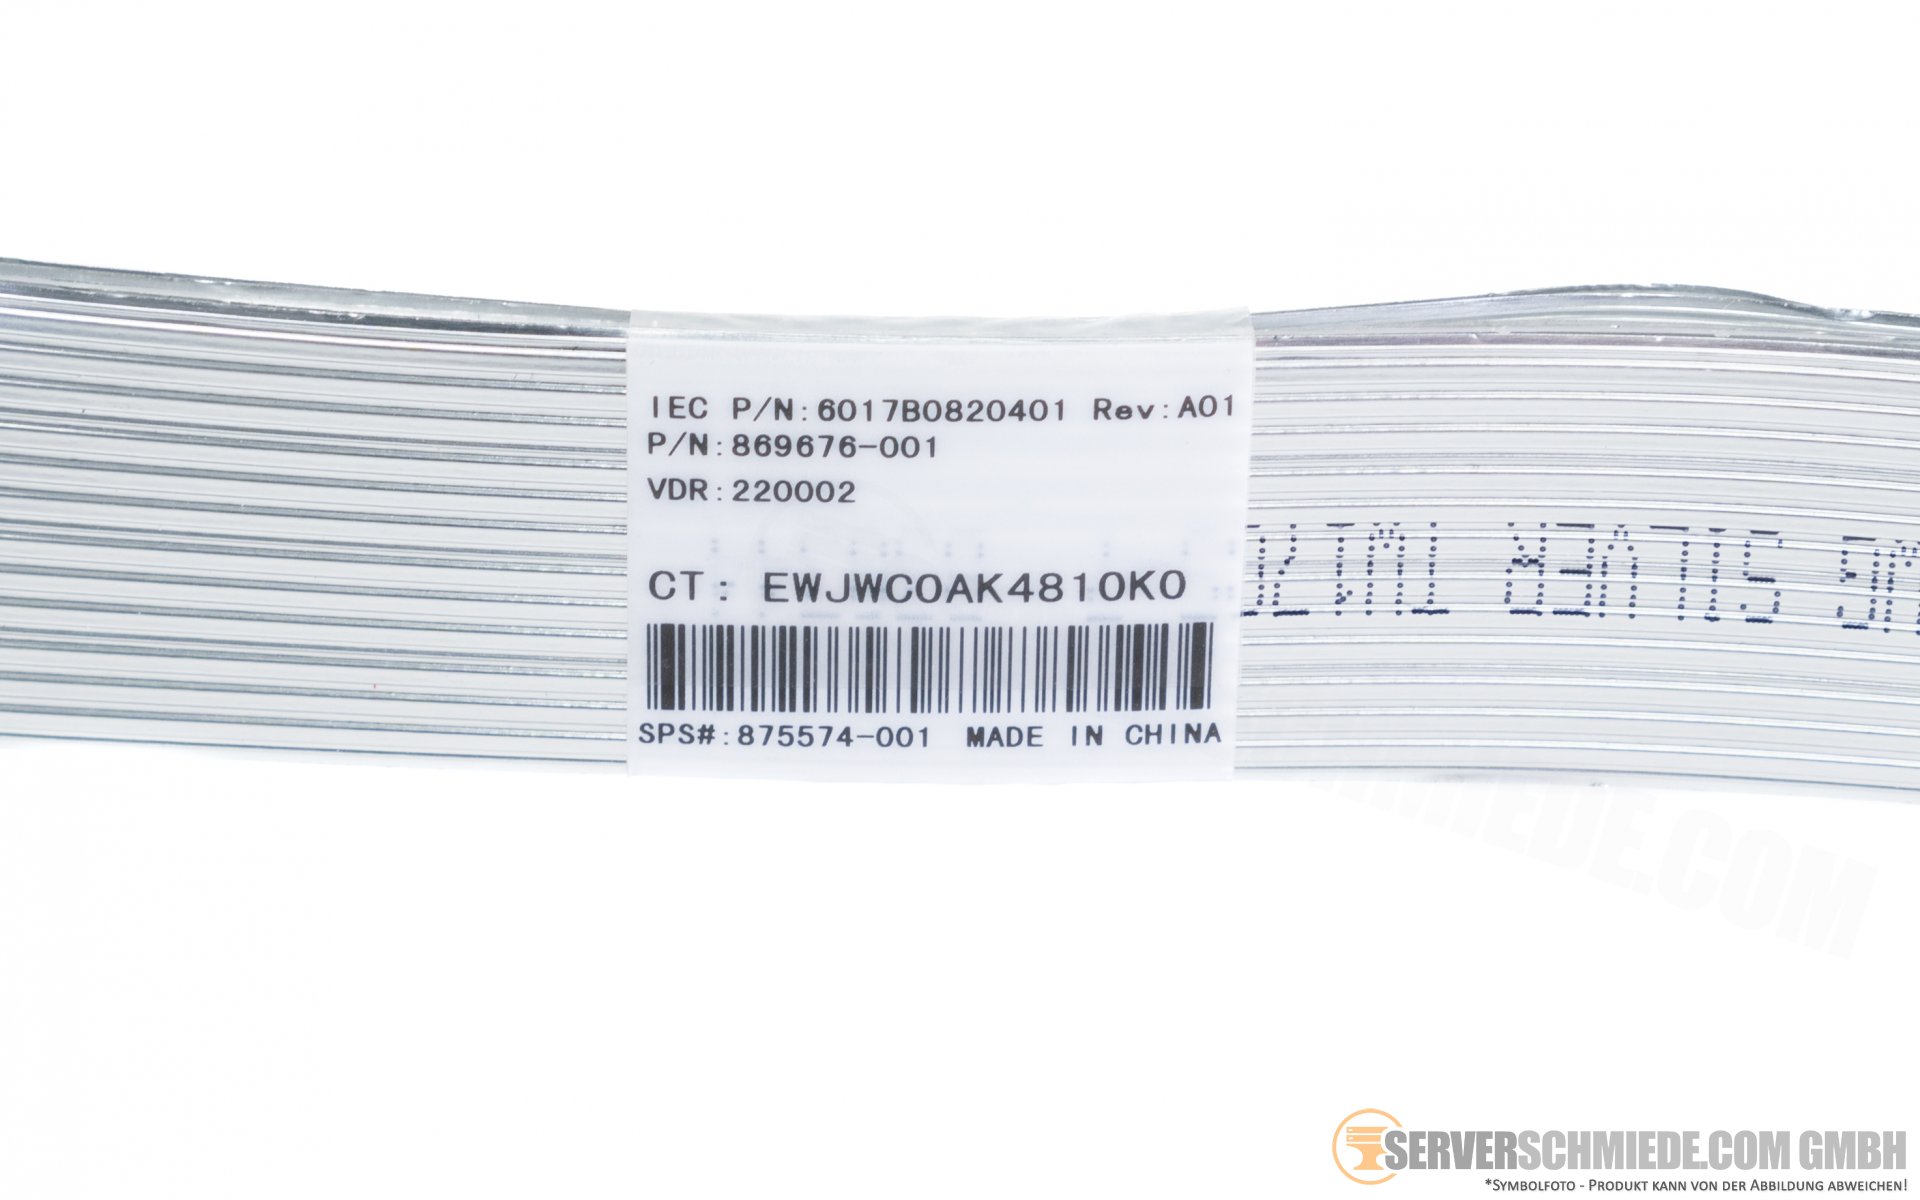 IEC P/N:6017B0820401 Rev:A01
P/N:869676-001
VDR:220002
CT: EWJWC0AK4810K0
SPS#:875574-001 MADE IN CHINA
SILVER
SERVERSCHMIEDE.COM GMBH
*Symbolfoto - Produkt kann von der Abbildung abweichen!